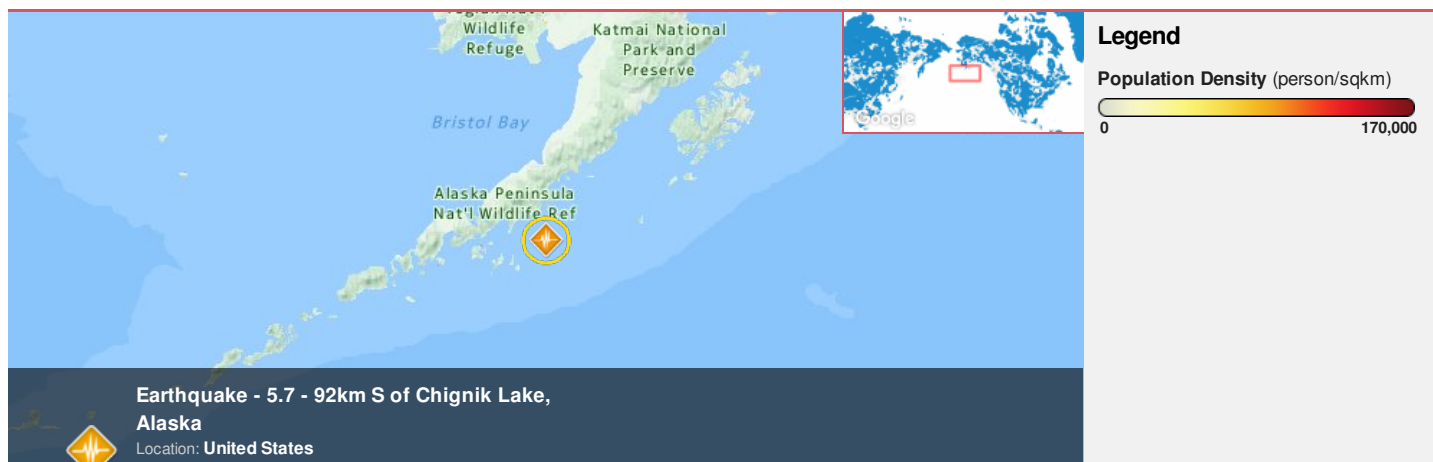 Wildlife
Refuge
Katmai National
Park and
Preserve
Bristol Bay
Alaska Peninsula
Nat'l Wildlife Ref
Google
Legend
Population Density (person/sqkm)
0 170,000
Earthquake - 5.7 - 92km S of Chignik Lake,
Alaska
Location: United States